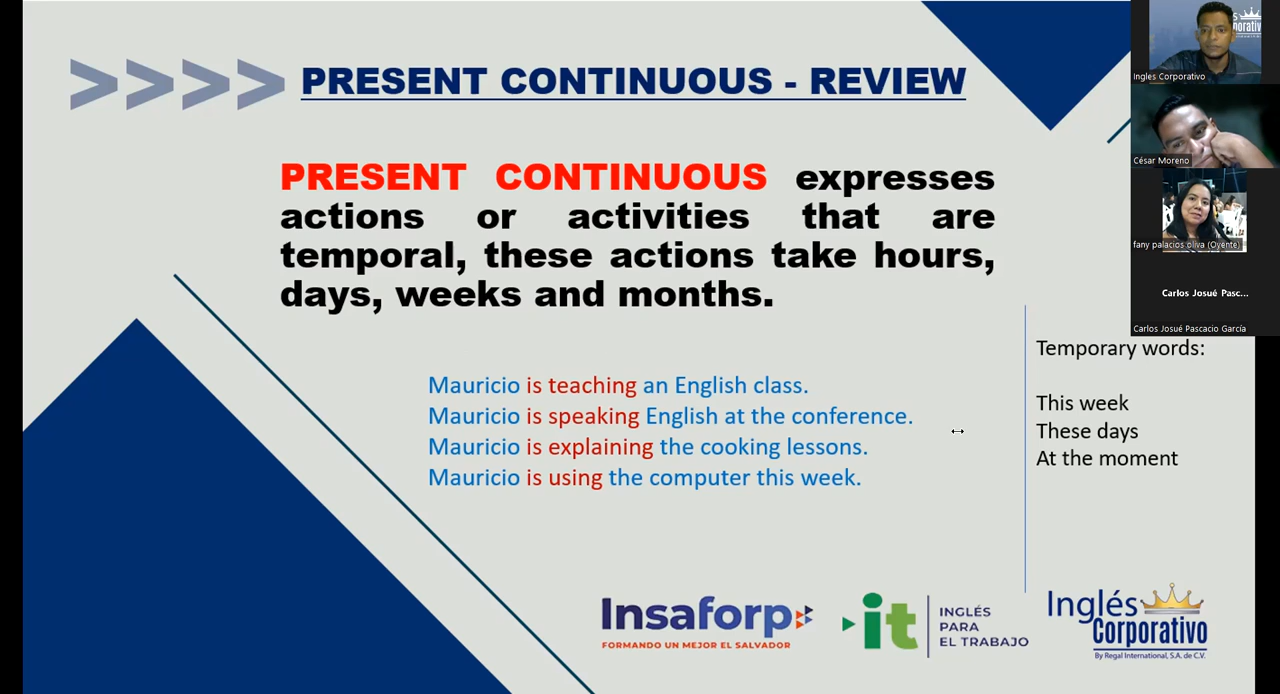 >>>> PRESENT CONTINUOUS - REVIEW
PRESENT CONTINUOUS expresses
actions or activities that are
temporal, these actions take hours,
days, weeks and months.
Mauricio is teaching an English class.
Mauricio is speaking English at the conference.
Mauricio is explaining the cooking lessons.
Mauricio is using the computer this week.
Temporary words:
This week
These days
At the moment
Insaforp
FORMANDO UN MEJOR EL SALVADOR
it
INGLÉS
PARA
EL TRABAJO
Inglés
Corporativo
By Regal International, S.A. de C.V.
Ingles Corporativo
César Moreno
fany palacios oliva (Oyente)
Carlos Josué Pasc...
Carlos Josué Pascacio García